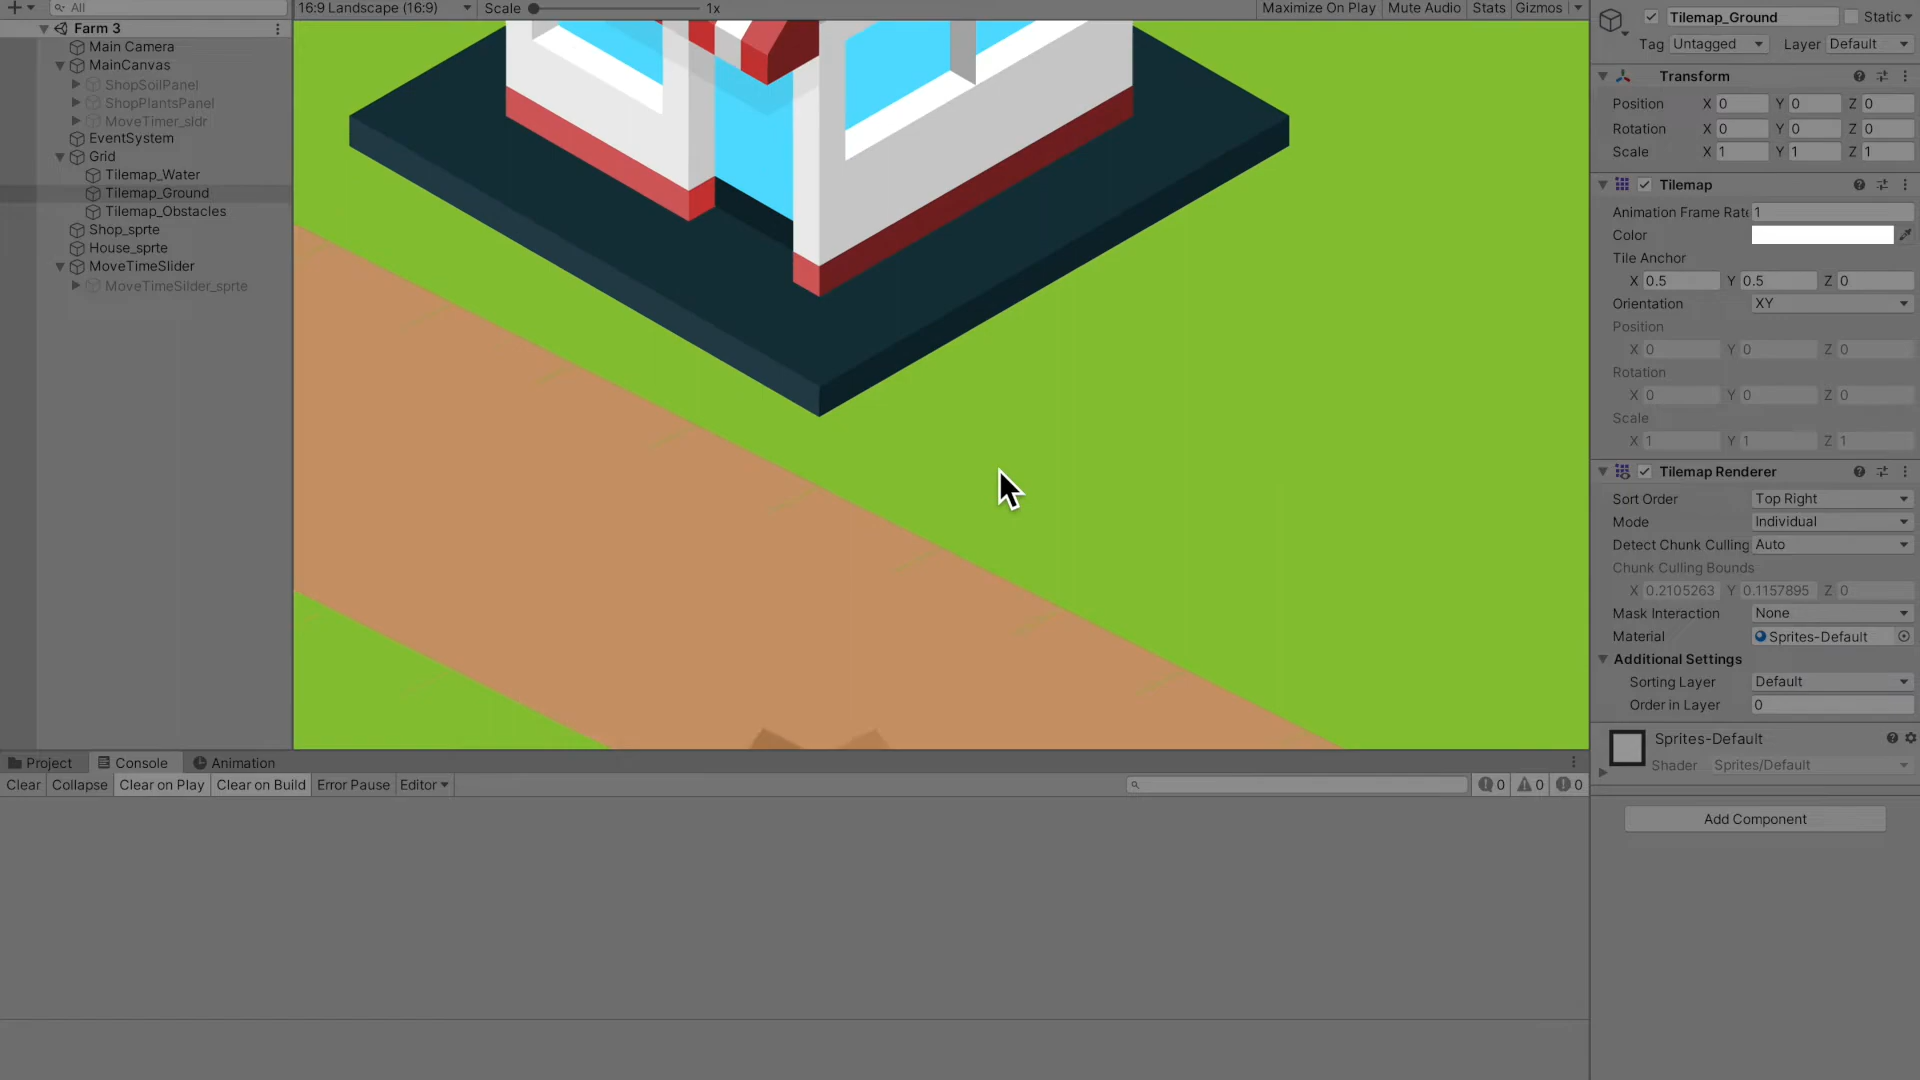 All
16:9 Landscape (16:9)
Scale
1x
Maximize On Play
Mute Audio
Stats
Gizmos
Farm 3
Main Camera
MainCanvas
ShopSoilPanel
ShopPlantsPanel
MoveTimer_sldr
EventSystem
Grid
Tilemap_Water
Tilemap_Ground
Tilemap_Obstacles
Shop_sprte
House_sprte
MoveTimeSlider
MoveTimeSilder_sprte
Tilemap_Ground
Static
Tag Untagged
Layer Default
Transform
Position X 0 Y 0 Z 0
Rotation X 0 Y 0 Z 0
Scale X 1 Y 1 Z 1
Tilemap
Animation Frame Rate 1
Color
Tile Anchor
X 0.5 Y 0.5 Z 0
Orientation XY
Position
X 0 Y 0 Z 0
Rotation
X 0 Y 0 Z 0
Scale
X 1 Y 1 Z 1
Tilemap Renderer
Sort Order Top Right
Mode Individual
Detect Chunk Culling Auto
Chunk Culling Bounds
X 0.2105263 Y 0.1157895 Z 0
Mask Interaction None
Material Sprites-Default
Additional Settings
Sorting Layer Default
Order in Layer 0
Sprites-Default
Shader Sprites/Default
Add Component
Project
Console
Animation
Clear
Collapse
Clear on Play
Clear on Build
Error Pause
Editor
0
0
0